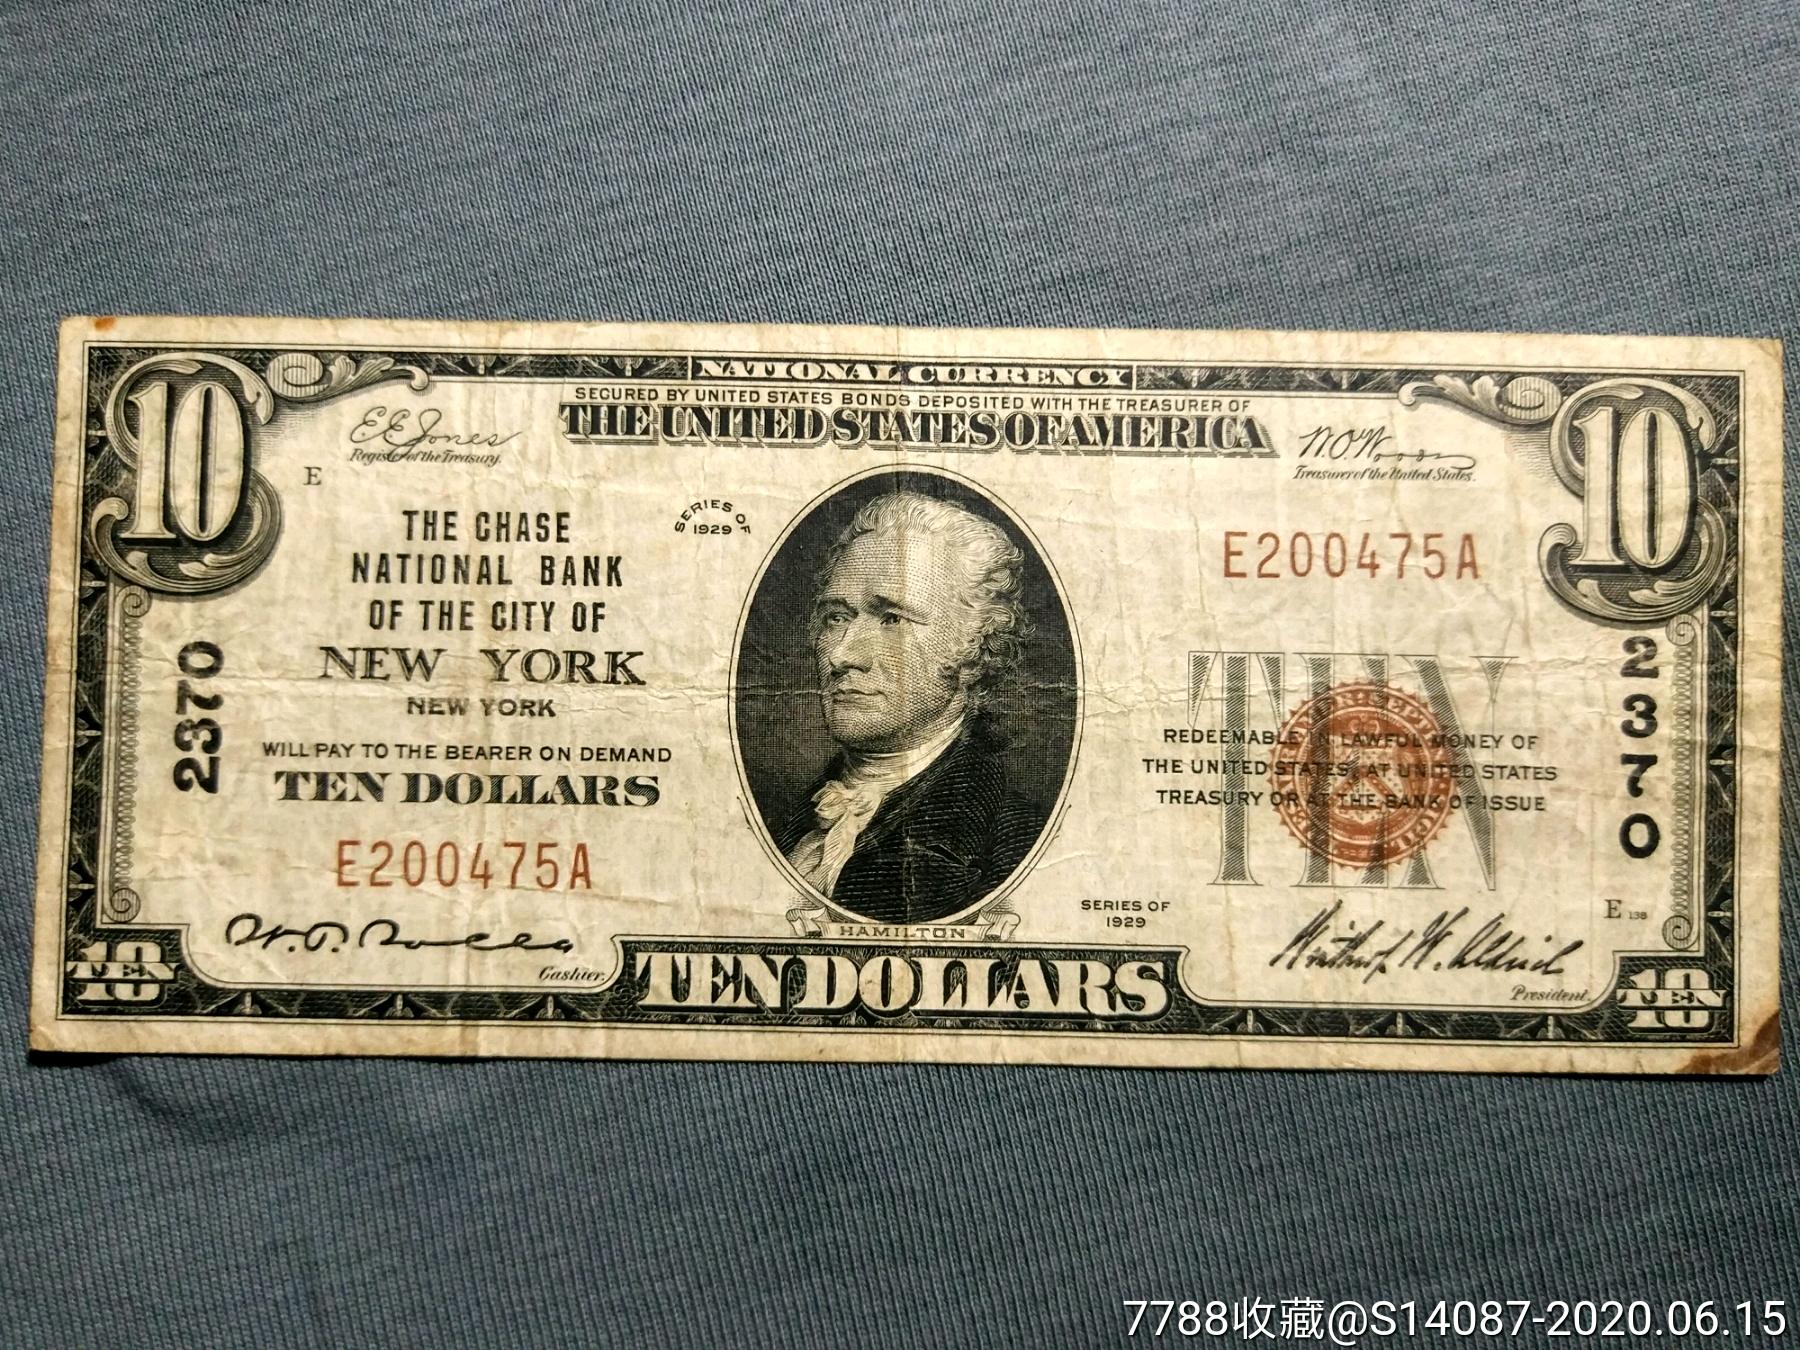 NATIONAL CURRENCY
SECURED BY UNITED STATES BONDS DEPOSITED WITH THE TREASURER OF
THE UNITED STATES OF AMERICA
10
10
E.E. Jones
Register of the Treasury.
W.O. Woods
Treasurer of the United States.
E
THE CHASE
NATIONAL BANK
OF THE CITY OF
NEW YORK
NEW YORK
WILL PAY TO THE BEARER ON DEMAND
TEN DOLLARS
E200475A
2370
Cashier.
SERIES OF
1929
HAMILTON
E200475A
TEN
REDEEMABLE IN LAWFUL MONEY OF
THE UNITED STATES, AT UNITED STATES
TREASURY OR AT THE BANK OF ISSUE
2370
SERIES OF
1929
E 138
Winthrop W. Aldrich
President.
10
TEN
TEN DOLLARS
10
TEN
7788收藏@S14087-2020.06.15